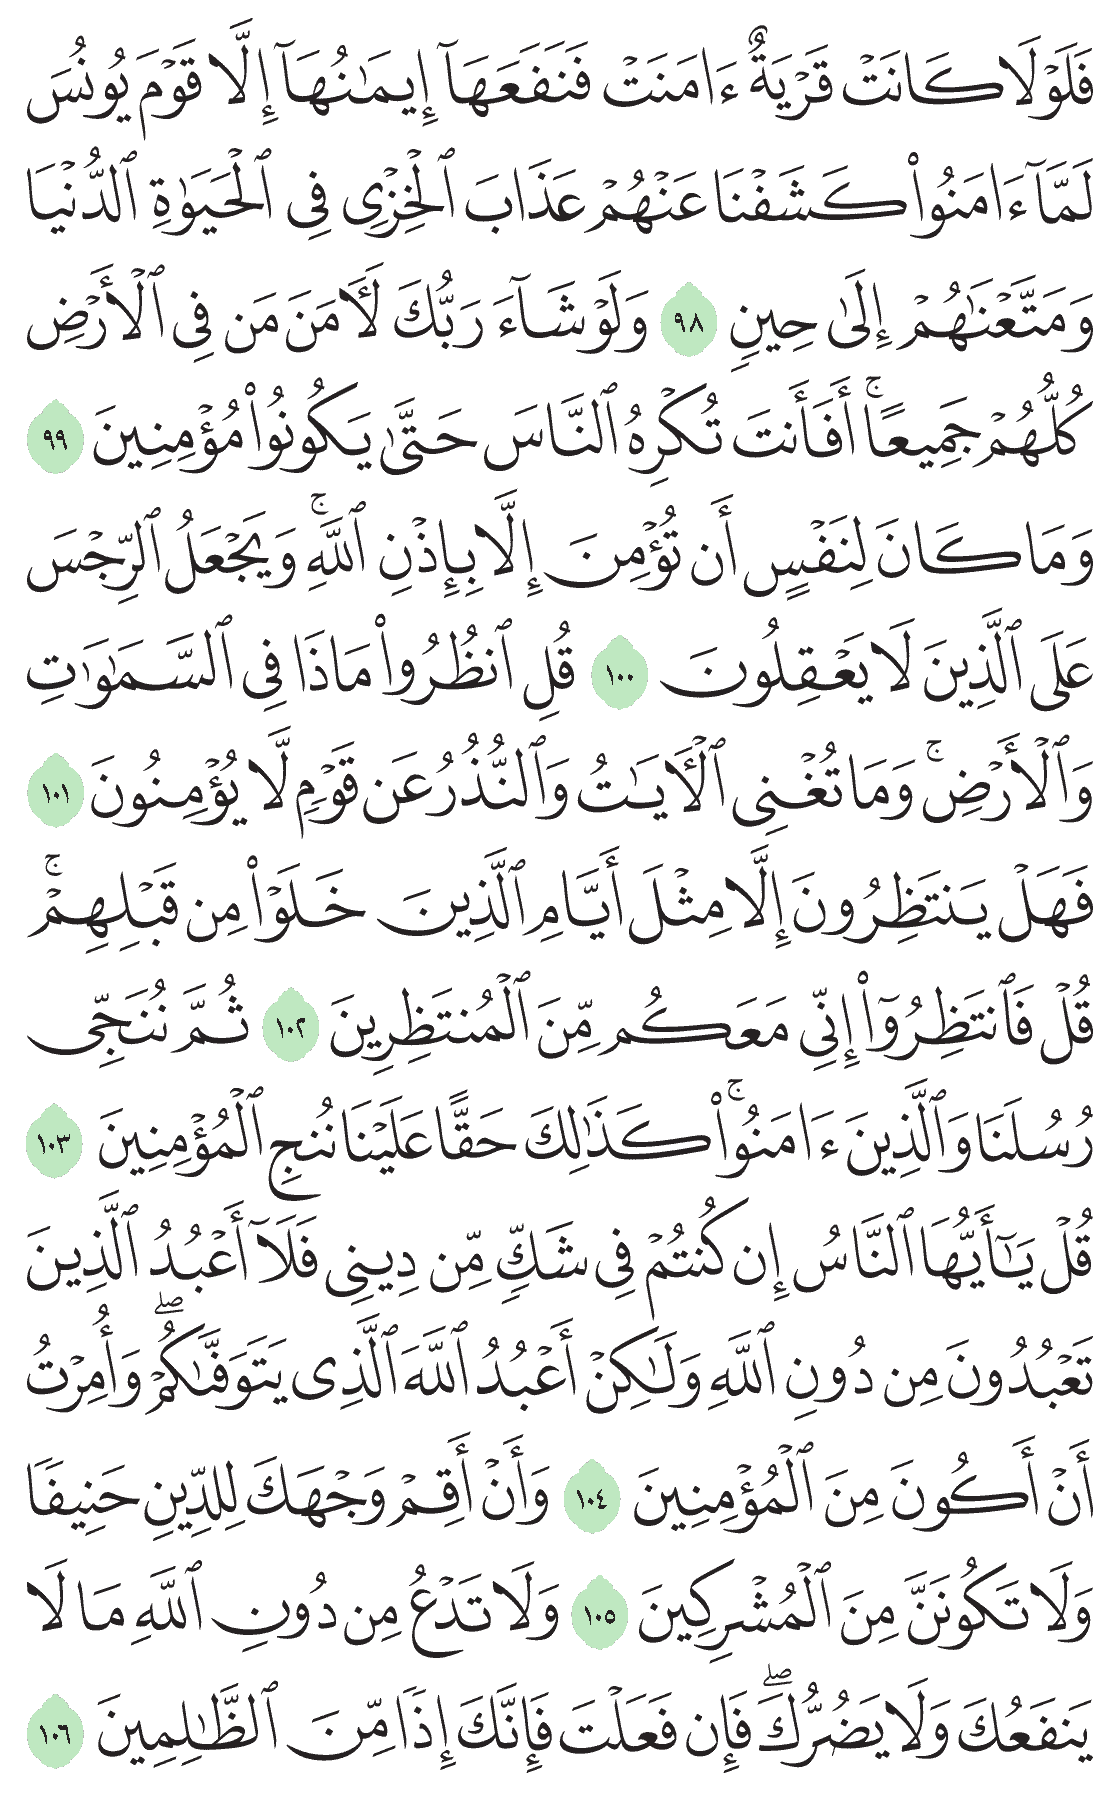 فَلَوۡلَا كَانَتۡ قَرۡيَةٌ ءَامَنَتۡ فَنَفَعَهَآ إِيمَٰنُهَآ إِلَّا قَوۡمَ يُونُسَ
لَمَّآ ءَامَنُواْ كَشَفۡنَا عَنۡهُمۡ عَذَابَ ٱلۡخِزۡيِ فِي ٱلۡحَيَوٰةِ ٱلدُّنۡيَا
وَمَتَّعۡنَٰهُمۡ إِلَىٰ حِينٖ ٩٨ وَلَوۡ شَآءَ رَبُّكَ لَأٓمَنَ مَن فِي ٱلۡأَرۡضِ
كُلُّهُمۡ جَمِيعًاۚ أَفَأَنتَ تُكۡرِهُ ٱلنَّاسَ حَتَّىٰ يَكُونُواْ مُؤۡمِنِينَ ٩٩
وَمَا كَانَ لِنَفۡسٍ أَن تُؤۡمِنَ إِلَّا بِإِذۡنِ ٱللَّهِۚ وَيَجۡعَلُ ٱلرِّجۡسَ
عَلَى ٱلَّذِينَ لَا يَعۡقِلُونَ ١٠٠ قُلِ ٱنظُرُواْ مَاذَا فِي ٱلسَّمَٰوَٰتِ
وَٱلۡأَرۡضِۚ وَمَا تُغۡنِي ٱلۡأٓيَٰتُ وَٱلنُّذُرُ عَن قَوۡمٖ لَّا يُؤۡمِنُونَ ١٠١
فَهَلۡ يَنتَظِرُونَ إِلَّا مِثۡلَ أَيَّامِ ٱلَّذِينَ خَلَوۡاْ مِن قَبۡلِهِمۡۚ
قُلۡ فَٱنتَظِرُوٓاْ إِنِّي مَعَكُم مِّنَ ٱلۡمُنتَظِرِينَ ١٠٢ ثُمَّ نُنَجِّي
رُسُلَنَا وَٱلَّذِينَ ءَامَنُواْۚ كَذَٰلِكَ حَقًّا عَلَيۡنَا نُنجِ ٱلۡمُؤۡمِنِينَ ١٠٣
قُلۡ يَٰٓأَيُّهَا ٱلنَّاسُ إِن كُنتُمۡ فِي شَكّٖ مِّن دِينِي فَلَآ أَعۡبُدُ ٱلَّذِينَ
تَعۡبُدُونَ مِن دُونِ ٱللَّهِ وَلَٰكِنۡ أَعۡبُدُ ٱللَّهَ ٱلَّذِي يَتَوَفَّىٰكُمۡۖ وَأُمِرۡتُ
أَنۡ أَكُونَ مِنَ ٱلۡمُؤۡمِنِينَ ١٠٤ وَأَنۡ أَقِمۡ وَجۡهَكَ لِلدِّينِ حَنِيفٗا
وَلَا تَكُونَنَّ مِنَ ٱلۡمُشۡرِكِينَ ١٠٥ وَلَا تَدۡعُ مِن دُونِ ٱللَّهِ مَا لَا
يَنفَعُكَ وَلَا يَضُرُّكَۖ فَإِن فَعَلۡتَ فَإِنَّكَ إِذٗا مِّنَ ٱلظَّٰلِمِينَ ١٠٦